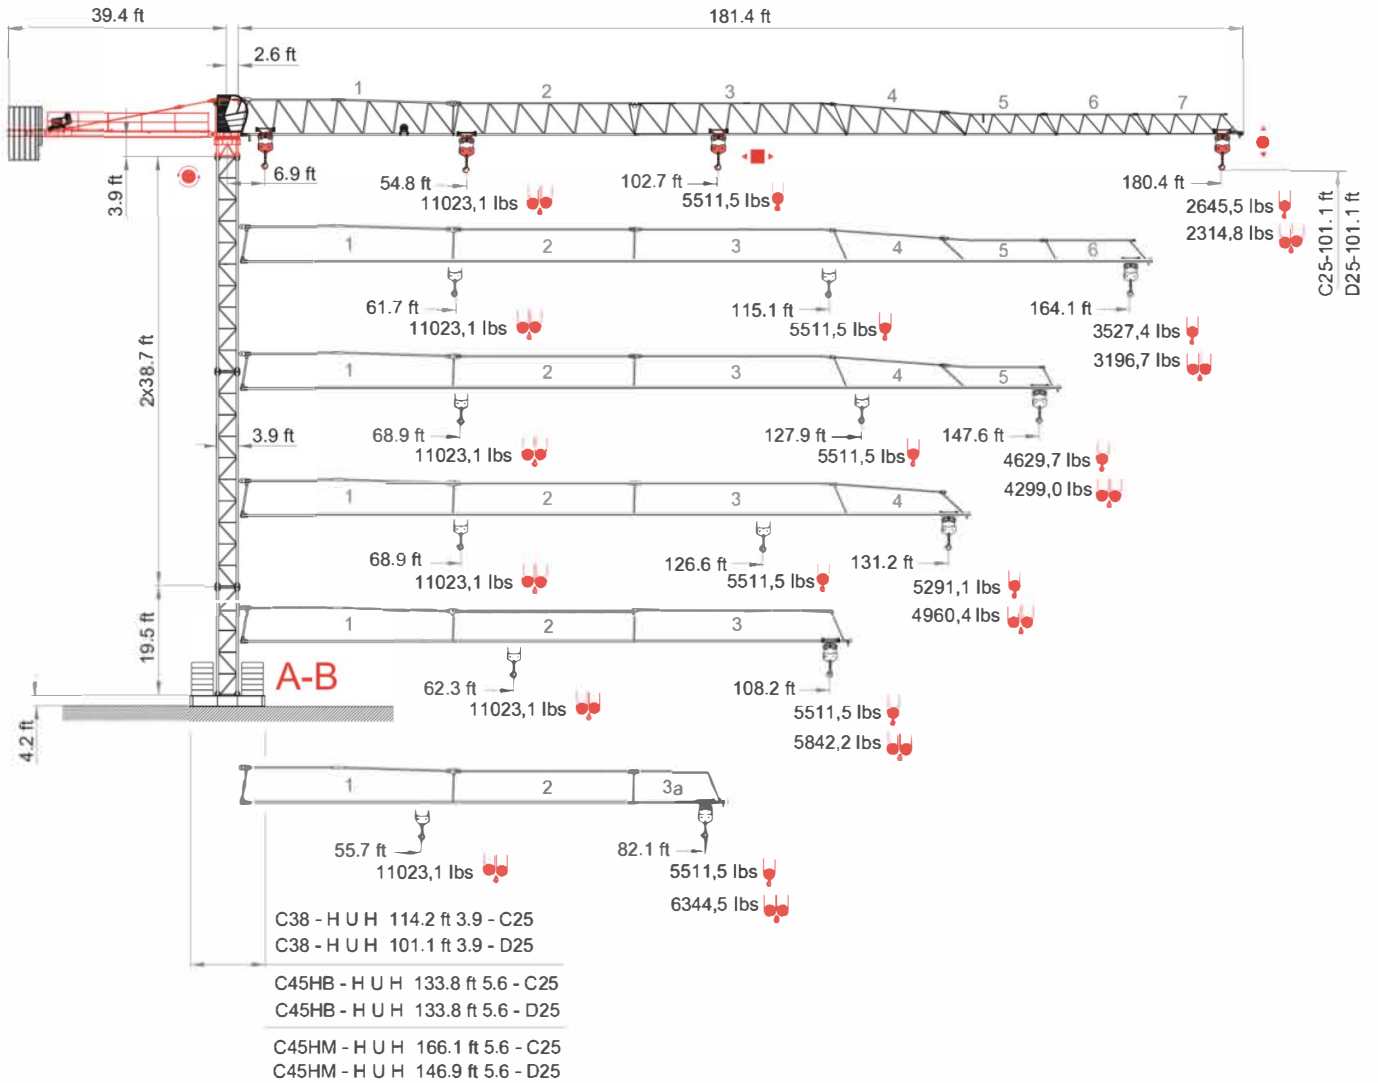 39.4 ft
181.4 ft
2.6 ft
1 2 3 4 5 6 7
3.9 ft
6.9 ft
54.8 ft
11023,1 lbs
102.7 ft
5511,5 lbs
180.4 ft
2645,5 lbs
2314,8 lbs
C25-101.1 ft
D25-101.1 ft
1 2 3 4 5 6
61.7 ft
11023,1 lbs
115.1 ft
5511,5 lbs
164.1 ft
3527,4 lbs
3196,7 lbs
2x38.7 ft
1 2 3 4 5
3.9 ft
68.9 ft
11023,1 lbs
127.9 ft
5511,5 lbs
147.6 ft
4629,7 lbs
4299,0 lbs
1 2 3 4
68.9 ft
11023,1 lbs
126.6 ft
5511,5 lbs
131.2 ft
5291,1 lbs
4960,4 lbs
19.5 ft
1 2 3
A-B
62.3 ft
11023,1 lbs
108.2 ft
5511,5 lbs
5842,2 lbs
4.2 ft
1 2 3a
55.7 ft
11023,1 lbs
82.1 ft
5511,5 lbs
6344,5 lbs
C38 - H U H 114.2 ft 3.9 - C25
C38 - H U H 101.1 ft 3.9 - D25
C45HB - H U H 133.8 ft 5.6 - C25
C45HB - H U H 133.8 ft 5.6 - D25
C45HM - H U H 166.1 ft 5.6 - C25
C45HM - H U H 146.9 ft 5.6 - D25